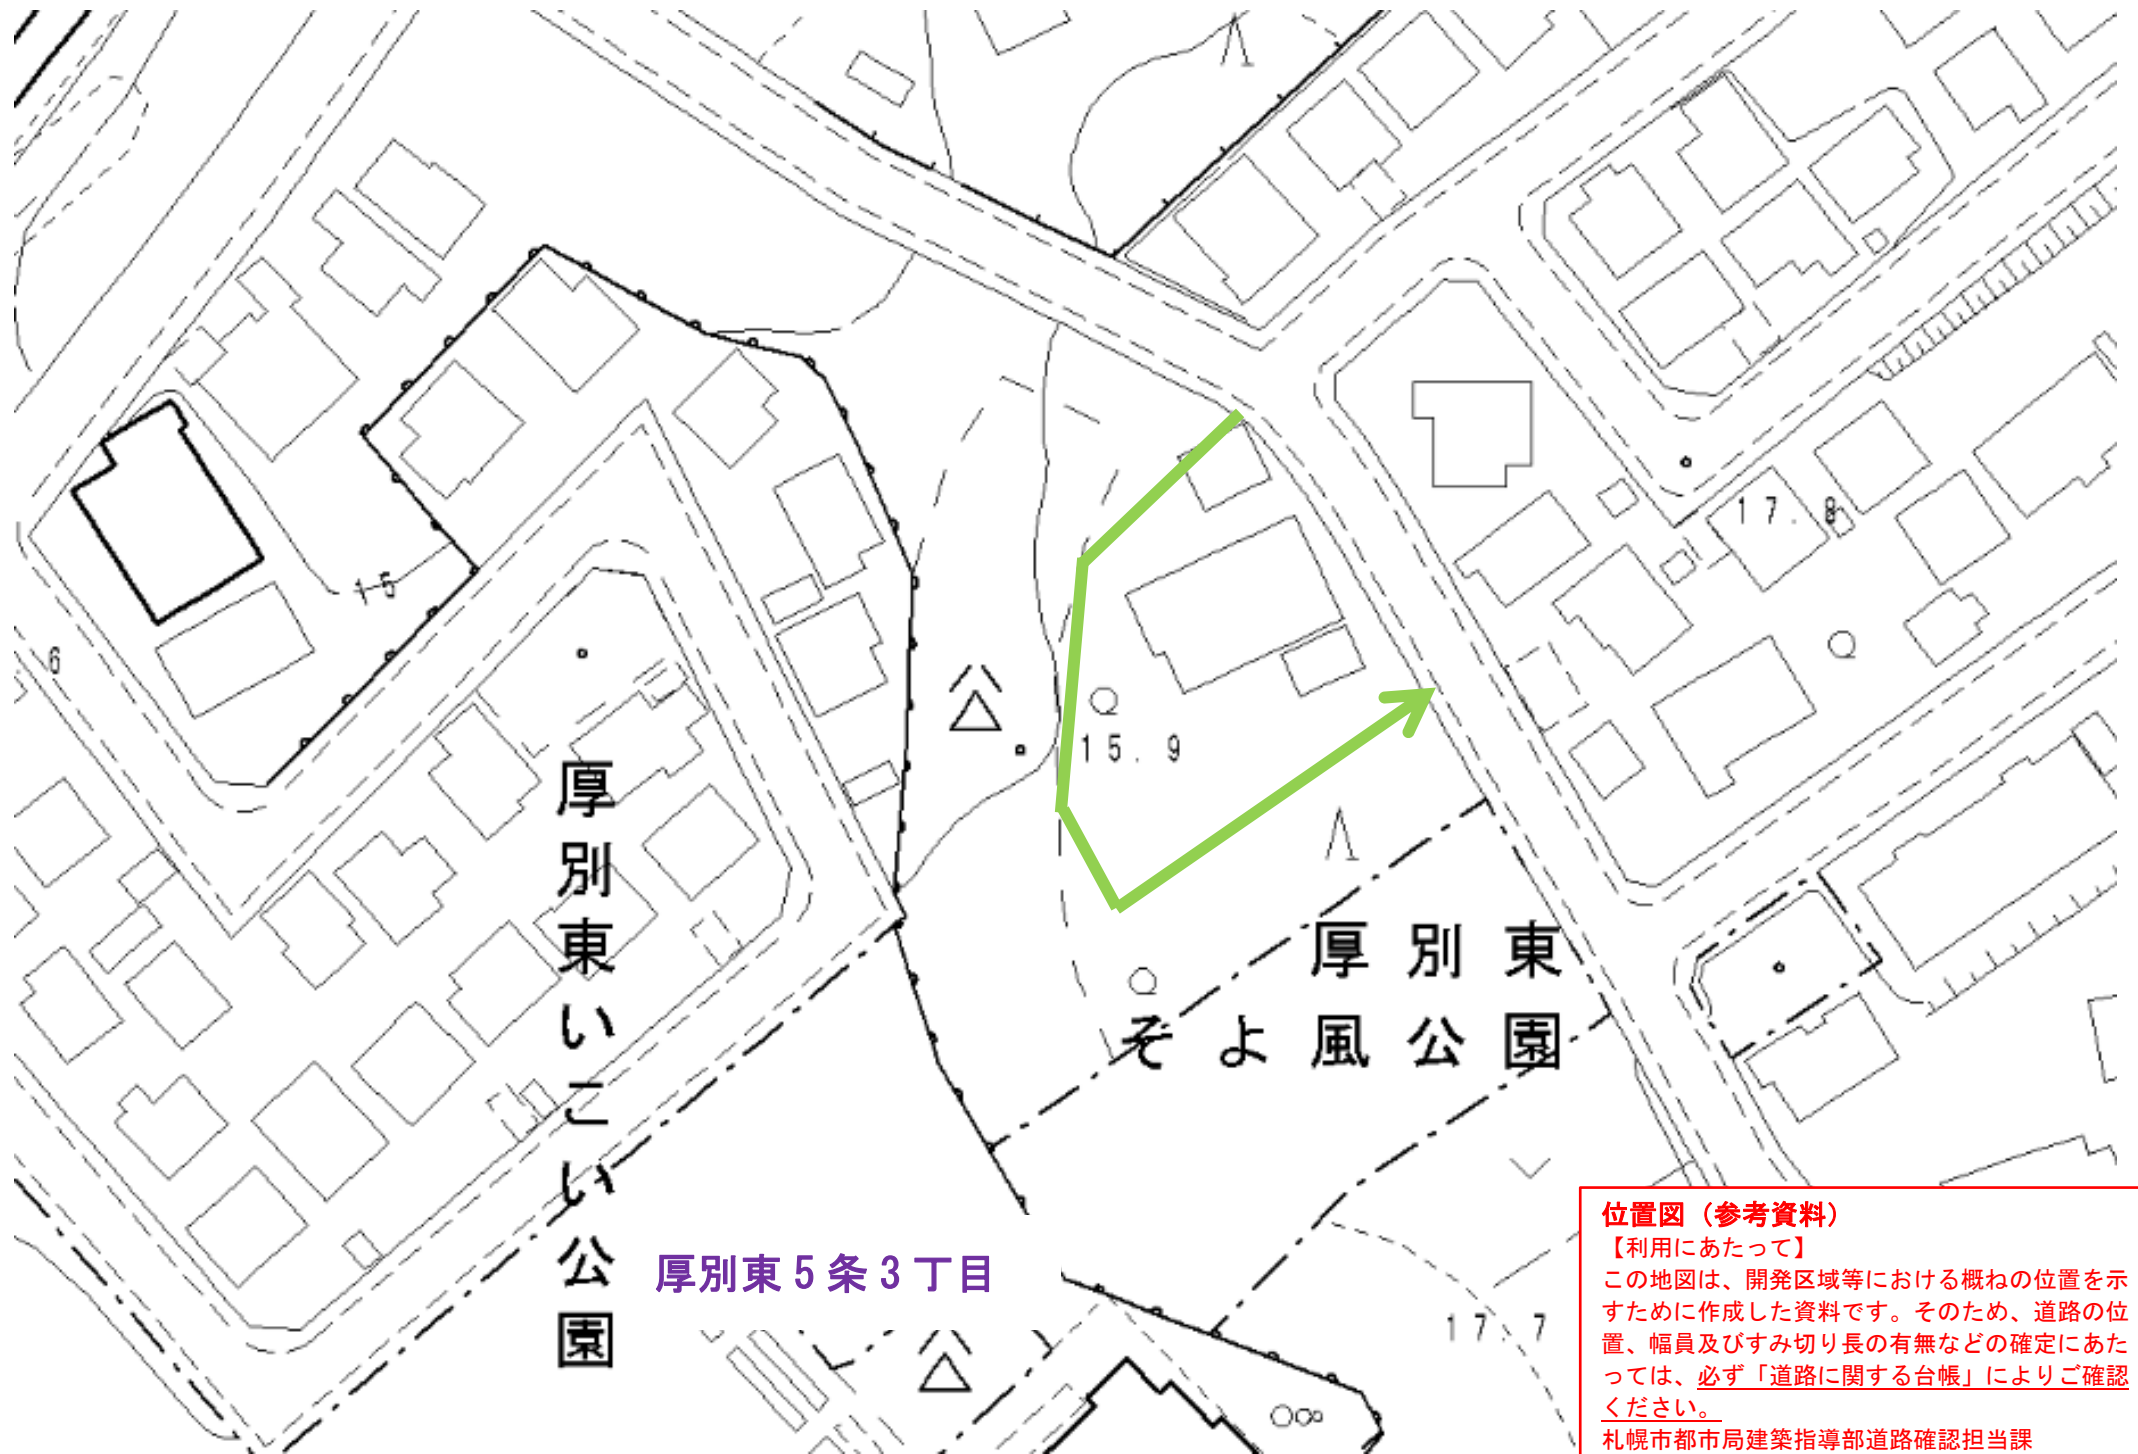 17.8
15
6
15.9
厚別東いこい公園
厚別東
そよ風公園
厚別東5条3丁目
17.7
位置図（参考資料）
【利用にあたって】
この地図は、開発区域等における概ねの位置を示
すために作成した資料です。そのため、道路の位
置、幅員及びすみ切り長の有無などの確定にあた
っては、必ず「道路に関する台帳」によりご確認
ください。
札幌市都市局建築指導部道路確認担当課